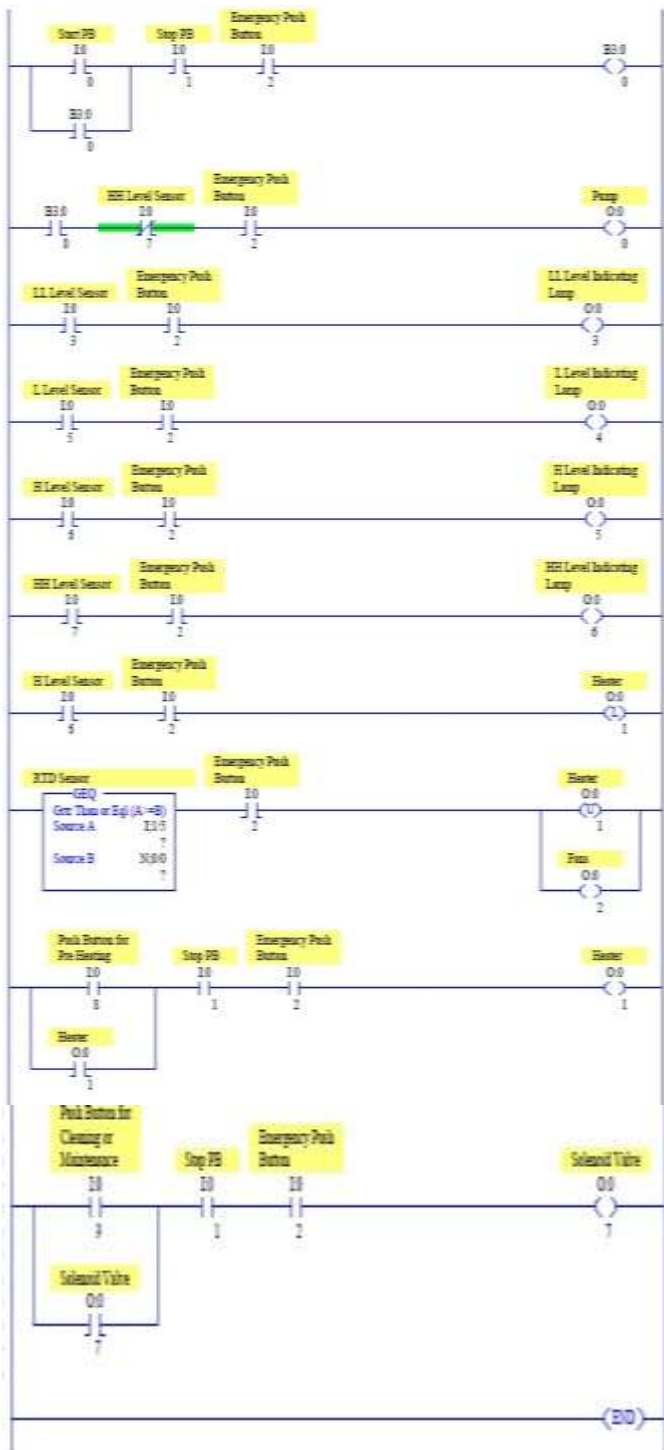 Emergency Push
Start PB Stop PB Button
I:0 I:0 I:0 B3:0
0 1 2 0
B3:0
0
Emergency Push
HH Level Sensor Button Pump
B3:0 I:0 I:0 O:0
0 7 2 0
Emergency Push LL Level Indicating
LL Level Sensor Button Lamp
I:0 I:0 O:0
3 2 3
Emergency Push L Level Indicating
L Level Sensor Button Lamp
I:0 I:0 O:0
5 2 4
Emergency Push H Level Indicating
H Level Sensor Button Lamp
I:0 I:0 O:0
6 2 5
Emergency Push HH Level Indicating
HH Level Sensor Button Lamp
I:0 I:0 O:0
7 2 6
Emergency Push
H Level Sensor Button Heater
I:0 I:0 O:0
6 2 L 1
Emergency Push
RTD Sensor Button Heater
GEQ I:0 O:0
Grtr Than or Eql (A>=B) U
Source A 2 1
?
Source B Fans
? O:0
2
Push Button for Emergency Push
Pre Heating Stop PB Button Heater
I:0 I:0 I:0 O:0
8 1 2 1
Heater
O:0
1
Push Button for
Cleaning or Emergency Push
Maintenance Stop PB Button Solenoid Valve
I:0 I:0 I:0 O:0
9 1 2 7
Solenoid Valve
O:0
7
END